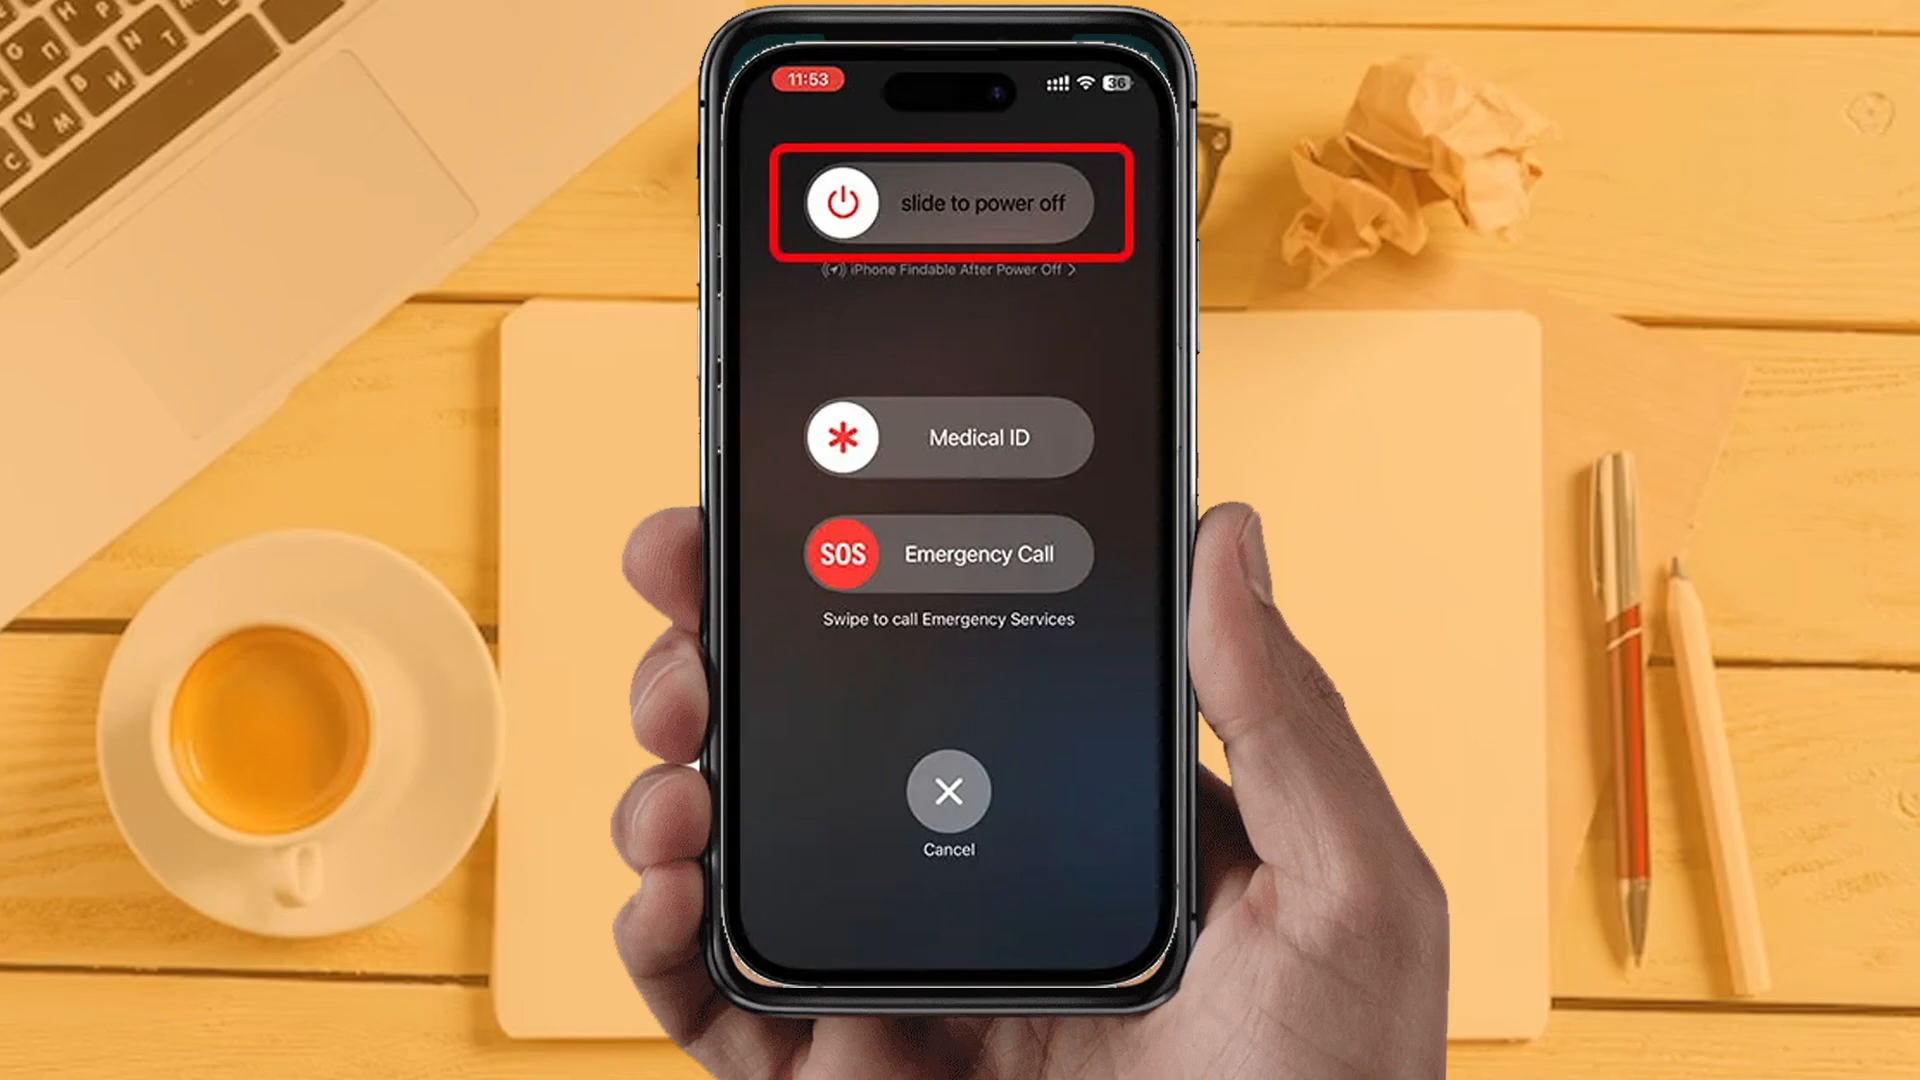 11:53
36
slide to power off
iPhone Findable After Power Off
Medical ID
SOS
Emergency Call
Swipe to call Emergency Services
Cancel